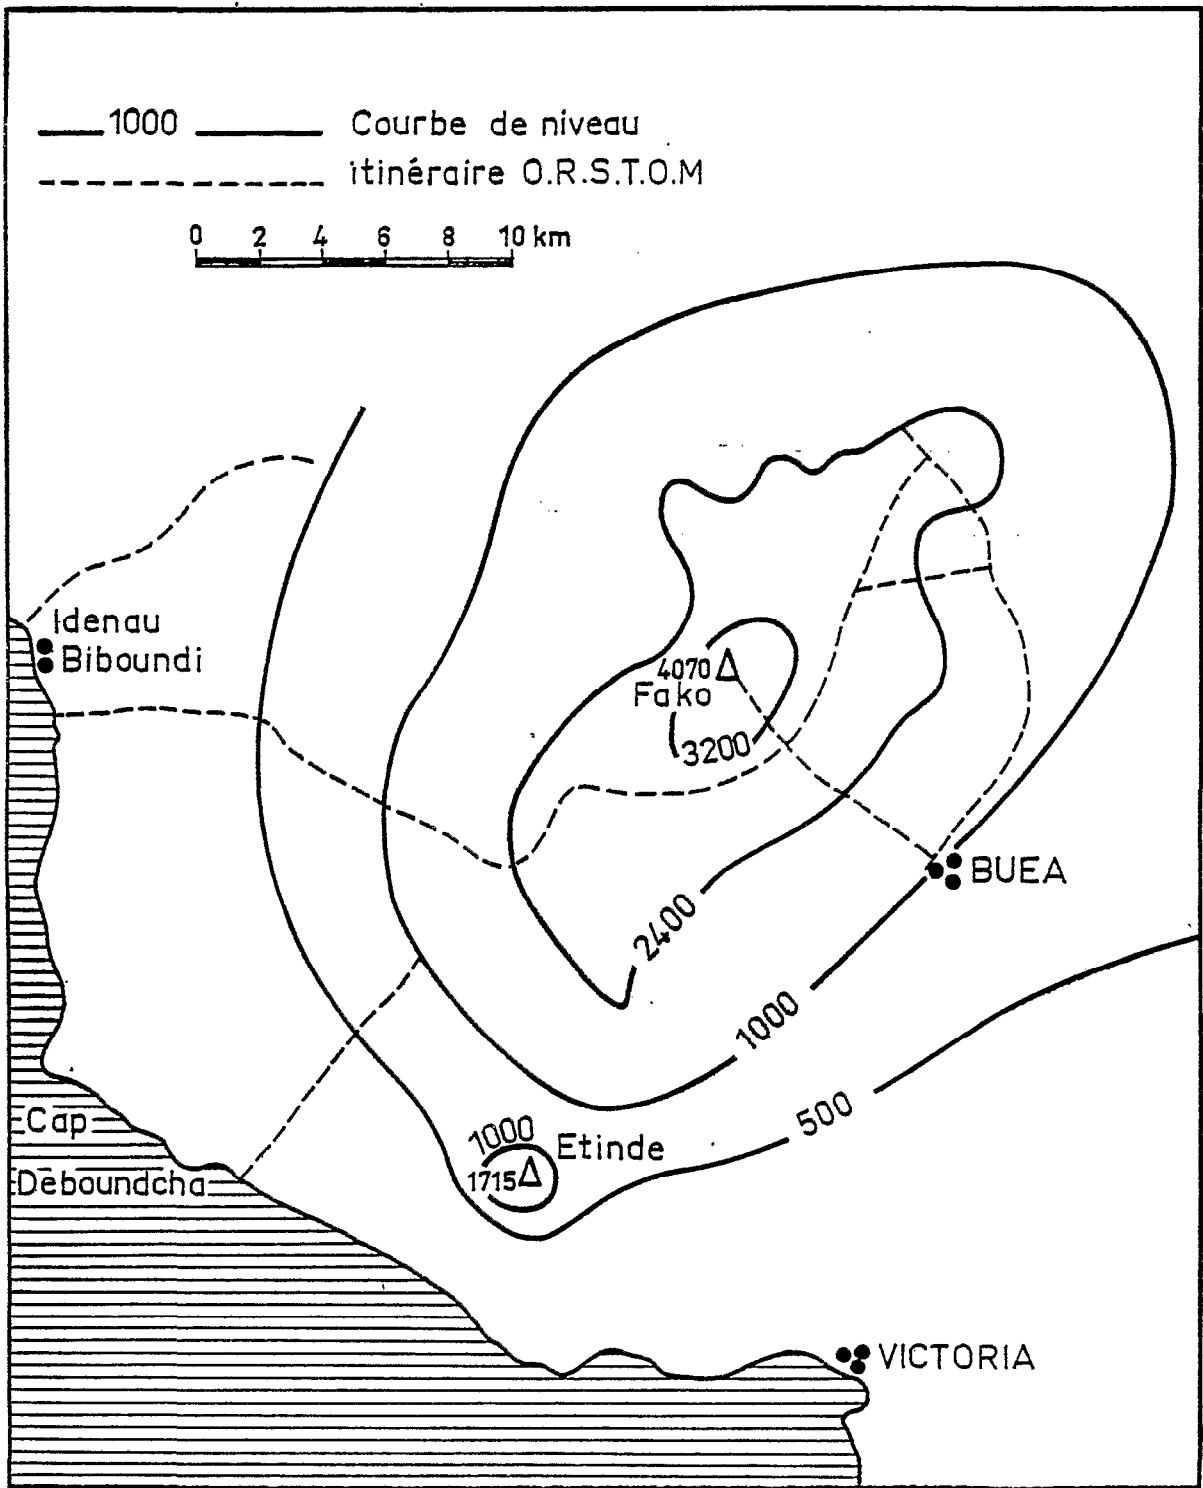 1000 Courbe de niveau
itinéraire O.R.S.T.O.M
0 2 4 6 8 10 km
Idenau
Biboundi
4070
Fako
3200
BUEA
2400
1000
500
1000
Etinde
1715
Cap
Déboundcha
VICTORIA